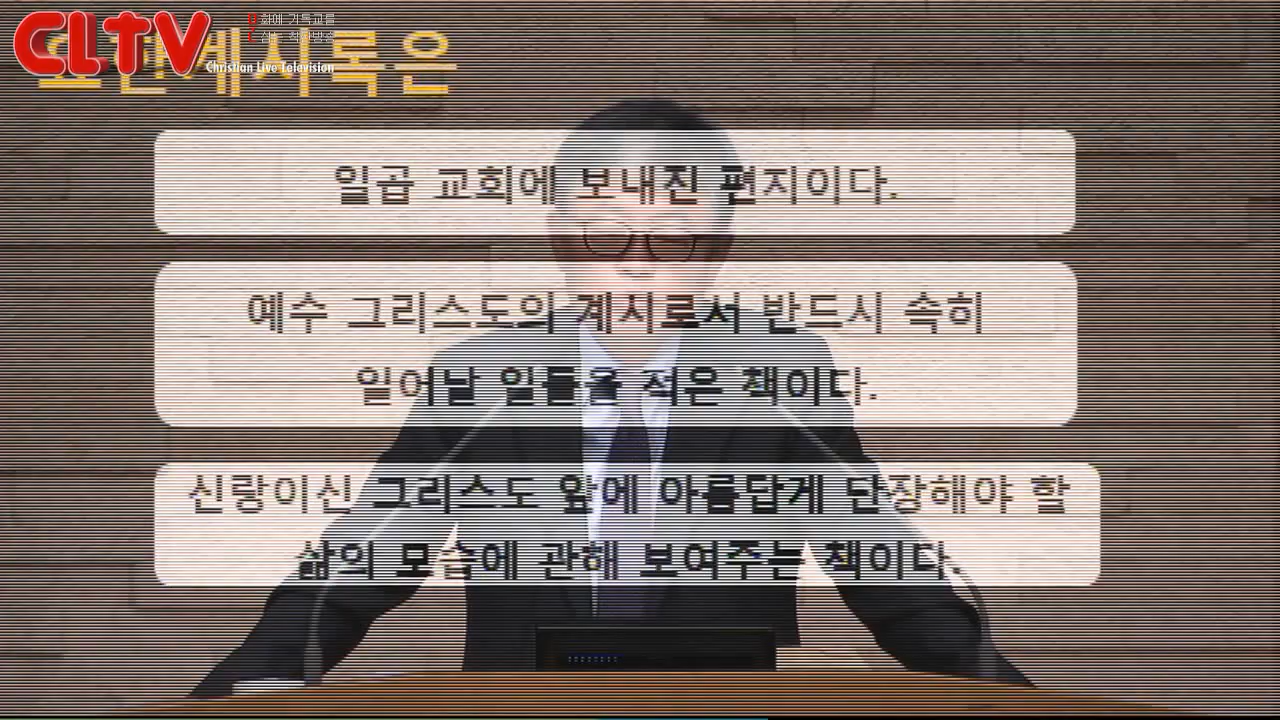 CLTV
Christian Live Television
요한계시록은
일곱 교회에 보내진 편지이다.
예수 그리스도의 계시로서 반드시 속히
일어날 일들을 적은 책이다.
신랑이신 그리스도 앞에 아름답게 단장해야 할
삶의 모습에 관해 보여주는 책이다.